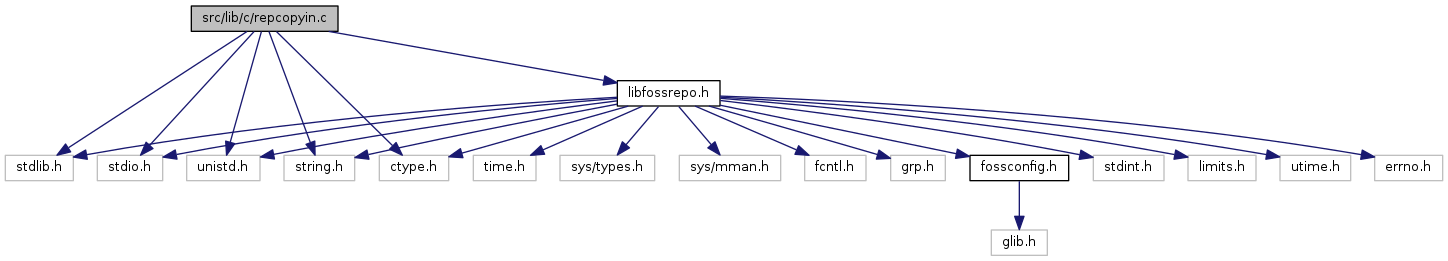 src/lib/c/repcopyin.c
libfossrepo.h
stdlib.h
stdio.h
unistd.h
string.h
ctype.h
time.h
sys/types.h
sys/mman.h
fcntl.h
grp.h
fossconfig.h
stdint.h
limits.h
utime.h
errno.h
glib.h